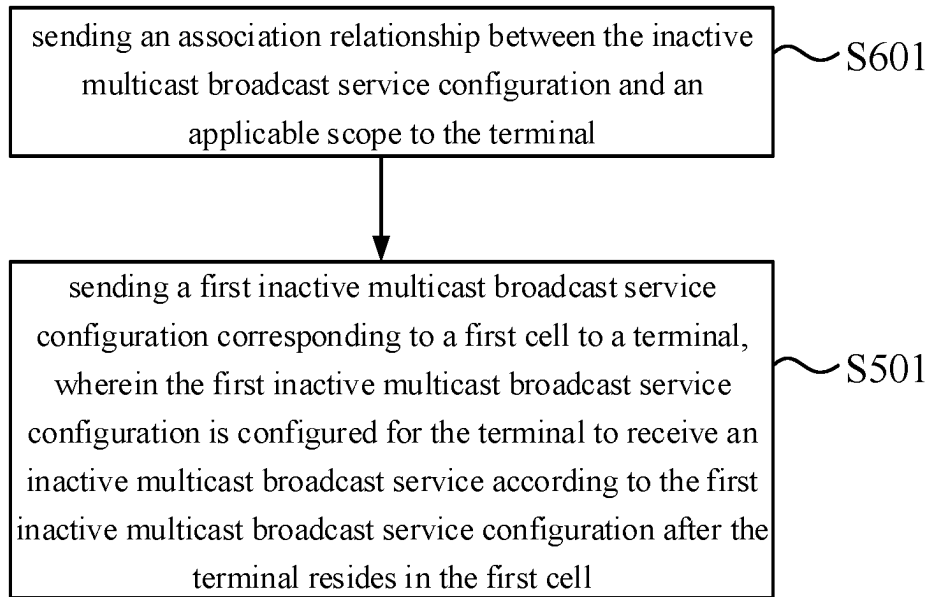 sending an association relationship between the inactive
multicast broadcast service configuration and an
applicable scope to the terminal
S601
sending a first inactive multicast broadcast service
configuration corresponding to a first cell to a terminal,
wherein the first inactive multicast broadcast service
configuration is configured for the terminal to receive an
inactive multicast broadcast service according to the first
inactive multicast broadcast service configuration after the
terminal resides in the first cell
S501